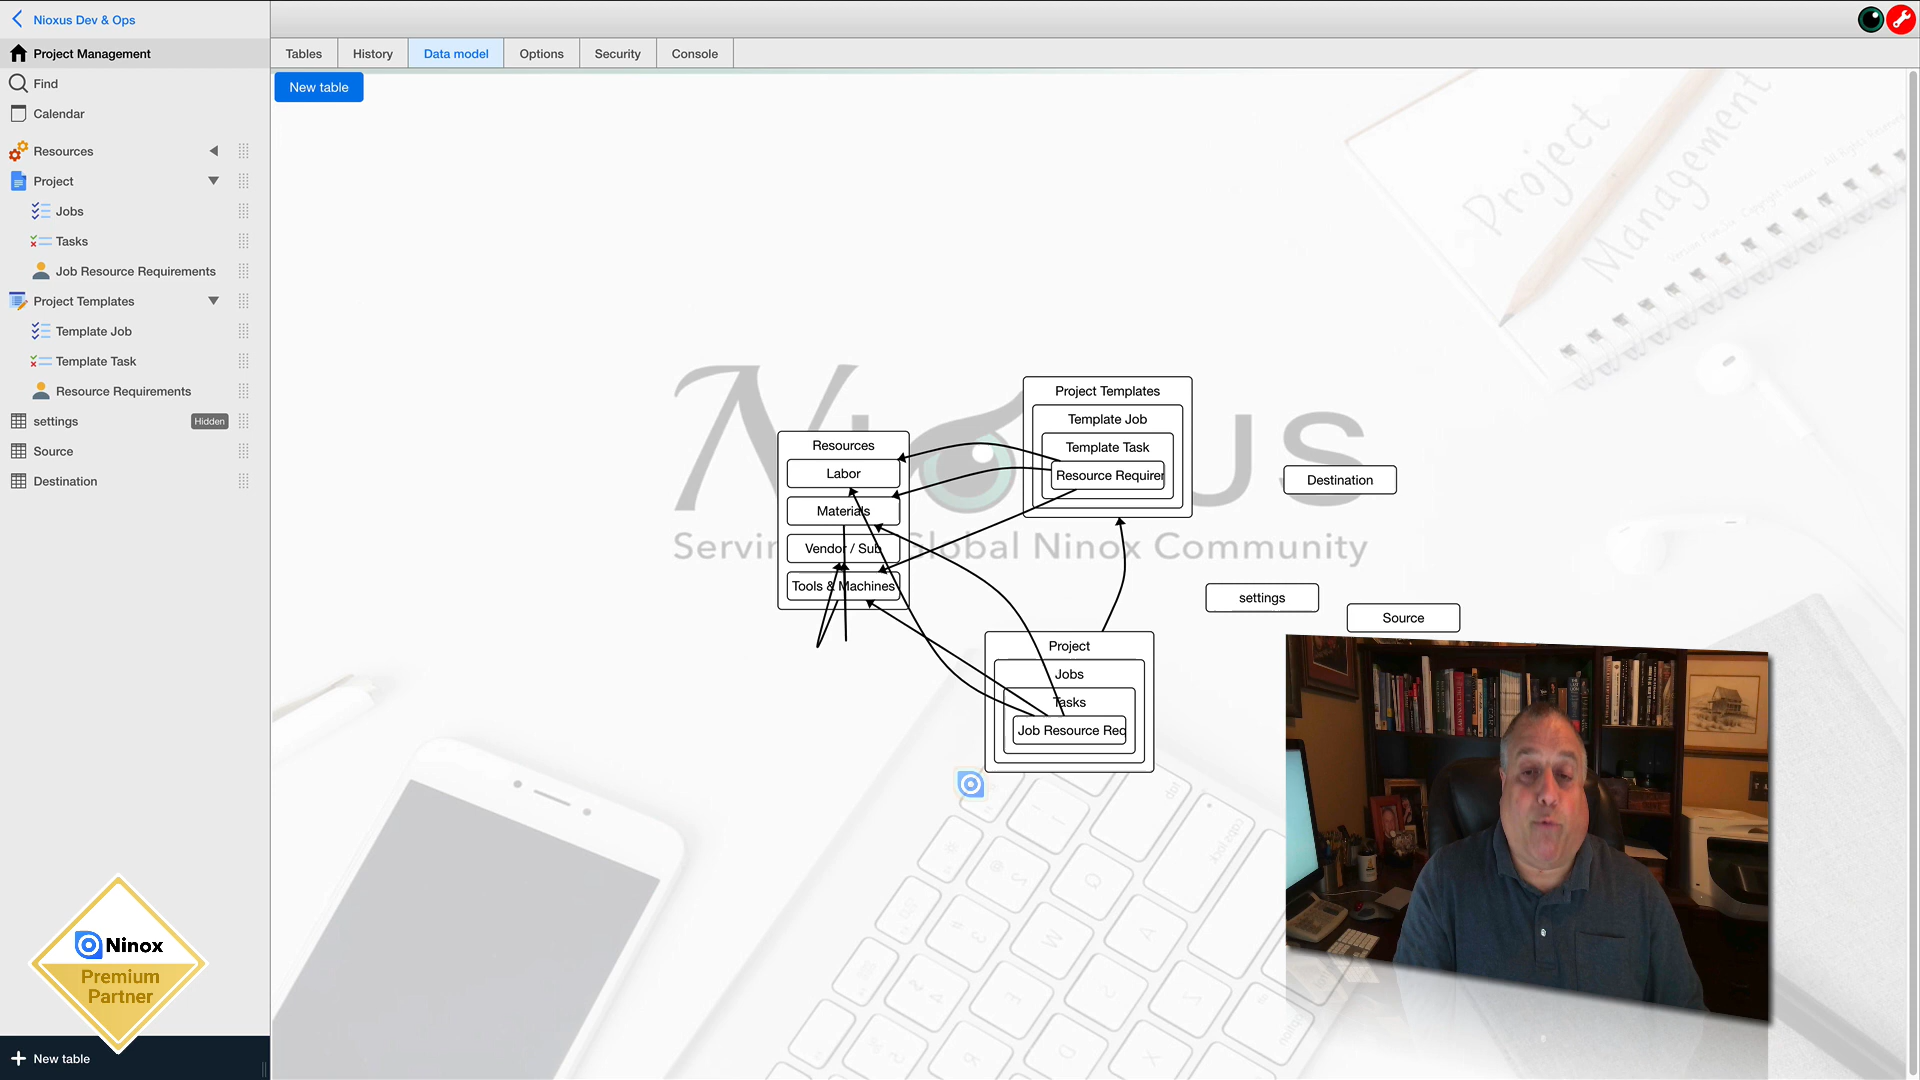 Nioxus Dev & Ops
Project Management
Find
Calendar
Resources
Project
Jobs
Tasks
Job Resource Requirements
Project Templates
Template Job
Template Task
Resource Requirements
settings
Hidden
Source
Destination
Ninox
Premium
Partner
New table
Tables
History
Data model
Options
Security
Console
New table
Project
Management
NIOXUS
Serving
Global Ninox Community
Project Templates
Template Job
Template Task
Resource Requirer
Resources
Labor
Materials
Vendor / Sub
Tools & Machines
Destination
settings
Source
Project
Jobs
Tasks
Job Resource Req